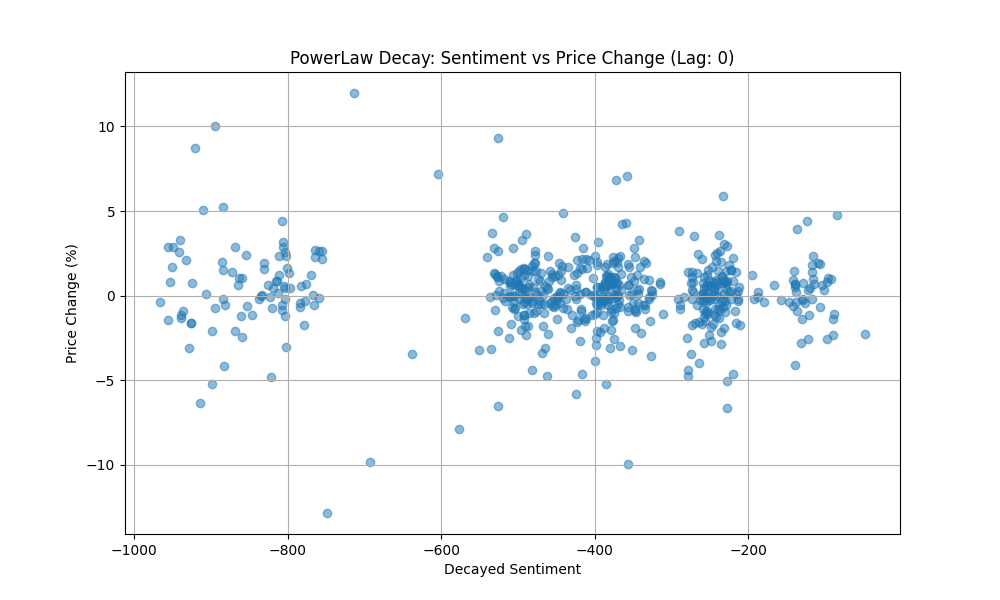 PowerLaw Decay: Sentiment vs Price Change (Lag: 0)
10
5
0
−5
−10
Price Change (%)
−1000 −800 −600 −400 −200
Decayed Sentiment